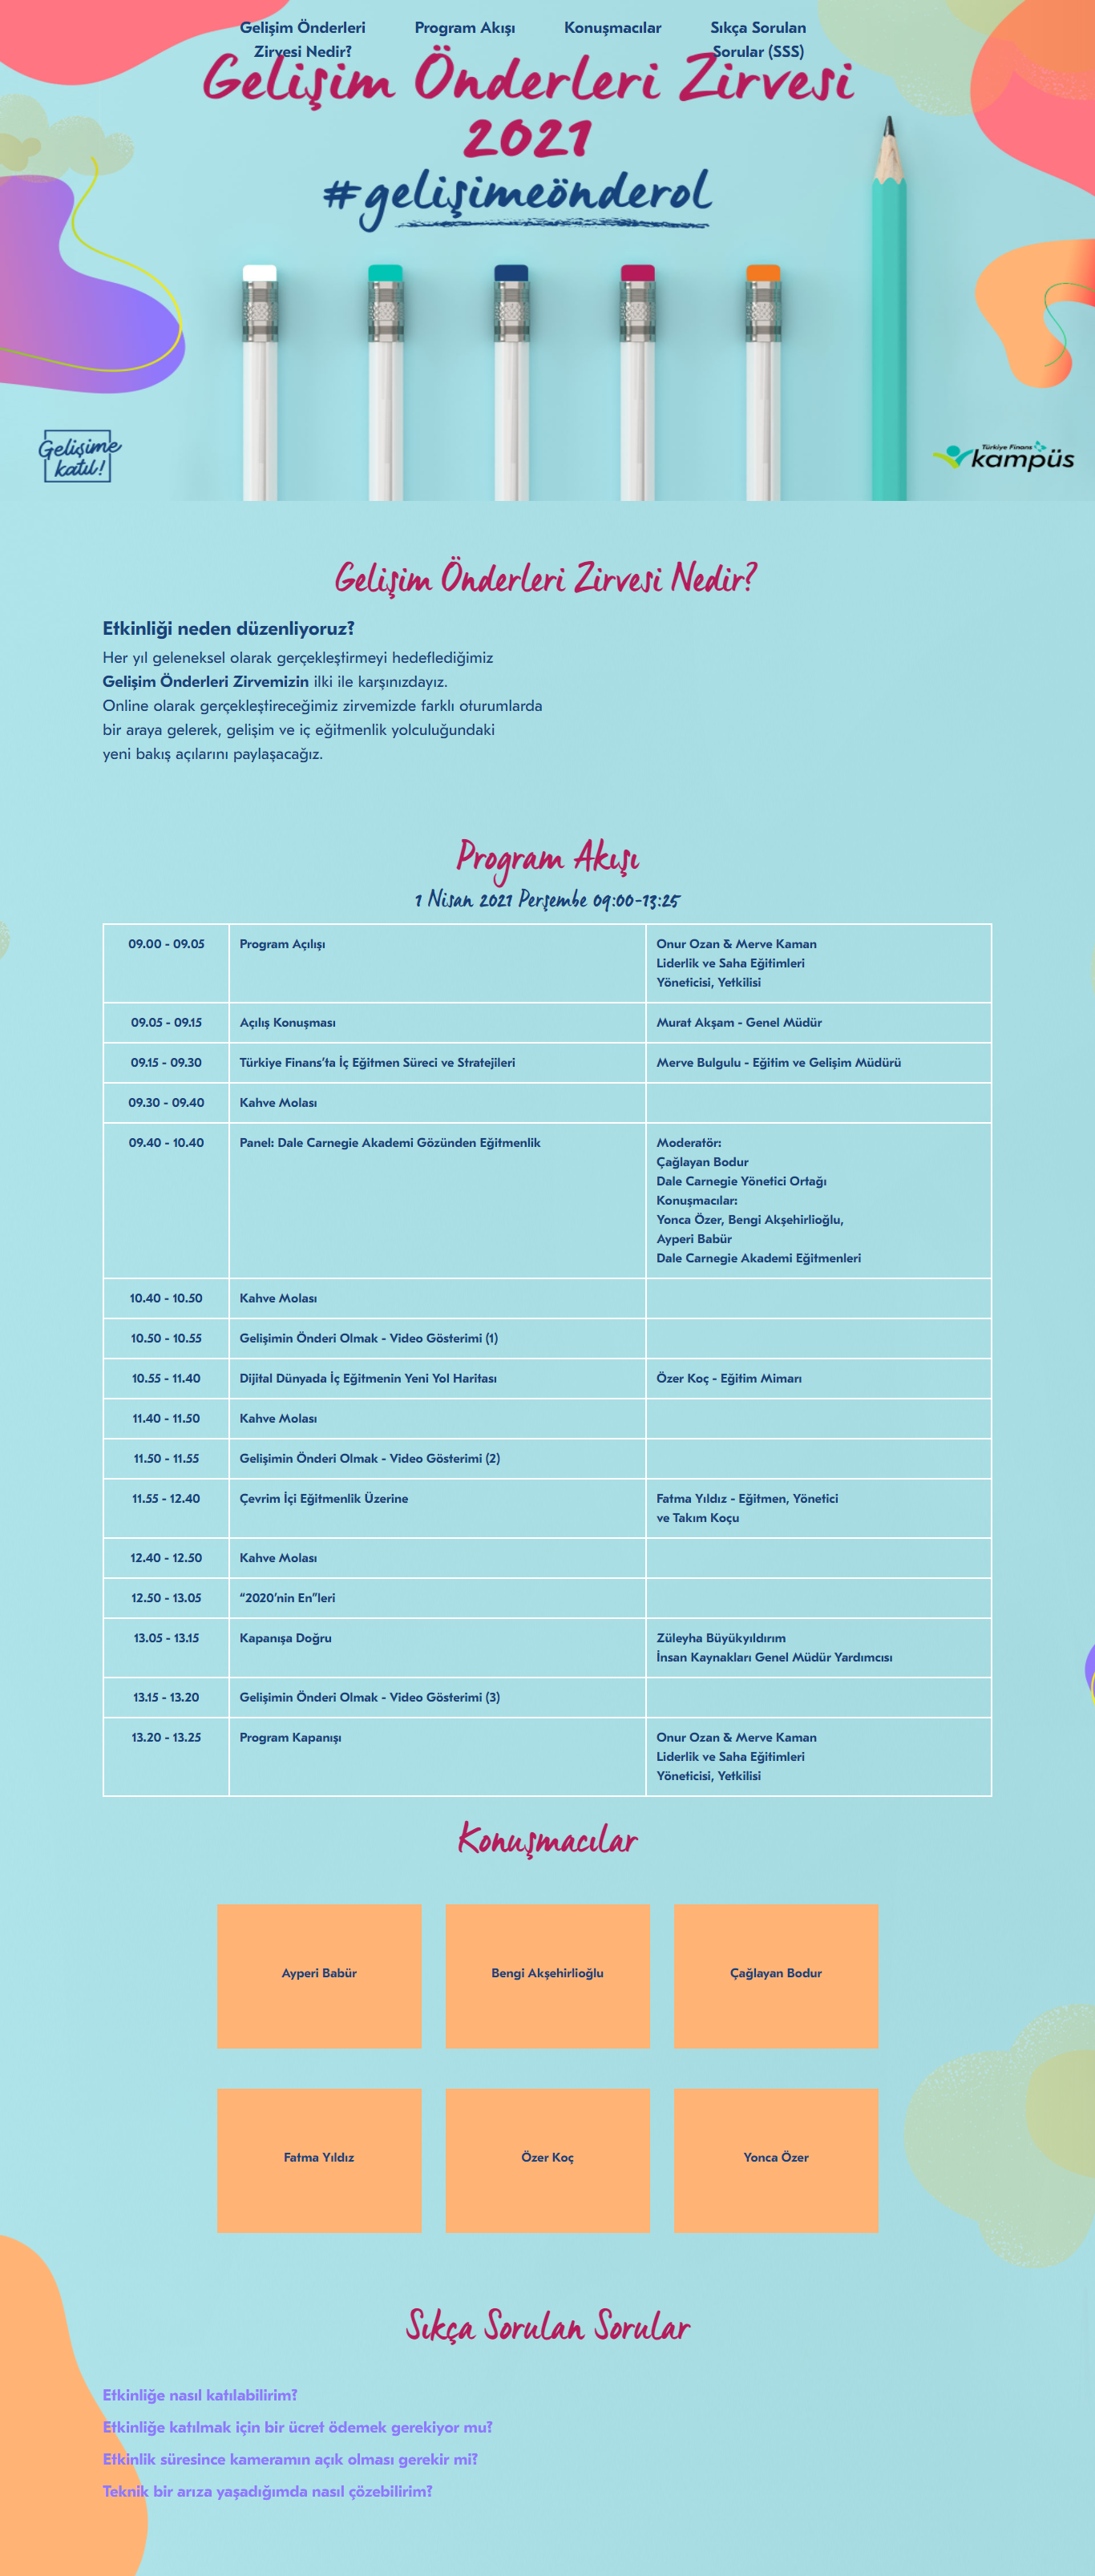 Gelişim Önderleri
Zirvesi Nedir?
Program Akışı
Konuşmacılar
Sıkça Sorulan
Sorular (SSS)
Gelişim Önderleri Zirvesi
2021
#gelişimeönderol
Gelişime
katıl!
Türkiye Finans
kampüs
Gelişim Önderleri Zirvesi Nedir?
Etkinliği neden düzenliyoruz?
Her yıl geleneksel olarak gerçekleştirmeyi hedeflediğimiz
Gelişim Önderleri Zirvemizin ilki ile karşınızdayız.
Online olarak gerçekleştireceğimiz zirvemizde farklı oturumlarda
bir araya gelerek, gelişim ve iç eğitmenlik yolculuğundaki
yeni bakış açılarını paylaşacağız.
Program Akışı
1 Nisan 2021 Perşembe 09:00-13:25
09.00 - 09.05 Program Açılışı Onur Ozan & Merve Kaman
Liderlik ve Saha Eğitimleri
Yöneticisi, Yetkilisi
09.05 - 09.15 Açılış Konuşması Murat Akşam - Genel Müdür
09.15 - 09.30 Türkiye Finans’ta İç Eğitmen Süreci ve Stratejileri Merve Bulgulu - Eğitim ve Gelişim Müdürü
09.30 - 09.40 Kahve Molası
09.40 - 10.40 Panel: Dale Carnegie Akademi Gözünden Eğitmenlik Moderatör:
Çağlayan Bodur
Dale Carnegie Yönetici Ortağı
Konuşmacılar:
Yonca Özer, Bengi Akşehirlioğlu,
Ayperi Babür
Dale Carnegie Akademi Eğitmenleri
10.40 - 10.50 Kahve Molası
10.50 - 10.55 Gelişimin Önderi Olmak - Video Gösterimi (1)
10.55 - 11.40 Dijital Dünyada İç Eğitmenin Yeni Yol Haritası Özer Koç - Eğitim Mimarı
11.40 - 11.50 Kahve Molası
11.50 - 11.55 Gelişimin Önderi Olmak - Video Gösterimi (2)
11.55 - 12.40 Çevrim İçi Eğitmenlik Üzerine Fatma Yıldız - Eğitmen, Yönetici
ve Takım Koçu
12.40 - 12.50 Kahve Molası
12.50 - 13.05 “2020’nin En”leri
13.05 - 13.15 Kapanışa Doğru Züleyha Büyükyıldırım
İnsan Kaynakları Genel Müdür Yardımcısı
13.15 - 13.20 Gelişimin Önderi Olmak - Video Gösterimi (3)
13.20 - 13.25 Program Kapanışı Onur Ozan & Merve Kaman
Liderlik ve Saha Eğitimleri
Yöneticisi, Yetkilisi
Konuşmacılar
Ayperi Babür
Bengi Akşehirlioğlu
Çağlayan Bodur
Fatma Yıldız
Özer Koç
Yonca Özer
Sıkça Sorulan Sorular
Etkinliğe nasıl katılabilirim?
Etkinliğe katılmak için bir ücret ödemek gerekiyor mu?
Etkinlik süresince kameramın açık olması gerekir mi?
Teknik bir arıza yaşadığımda nasıl çözebilirim?